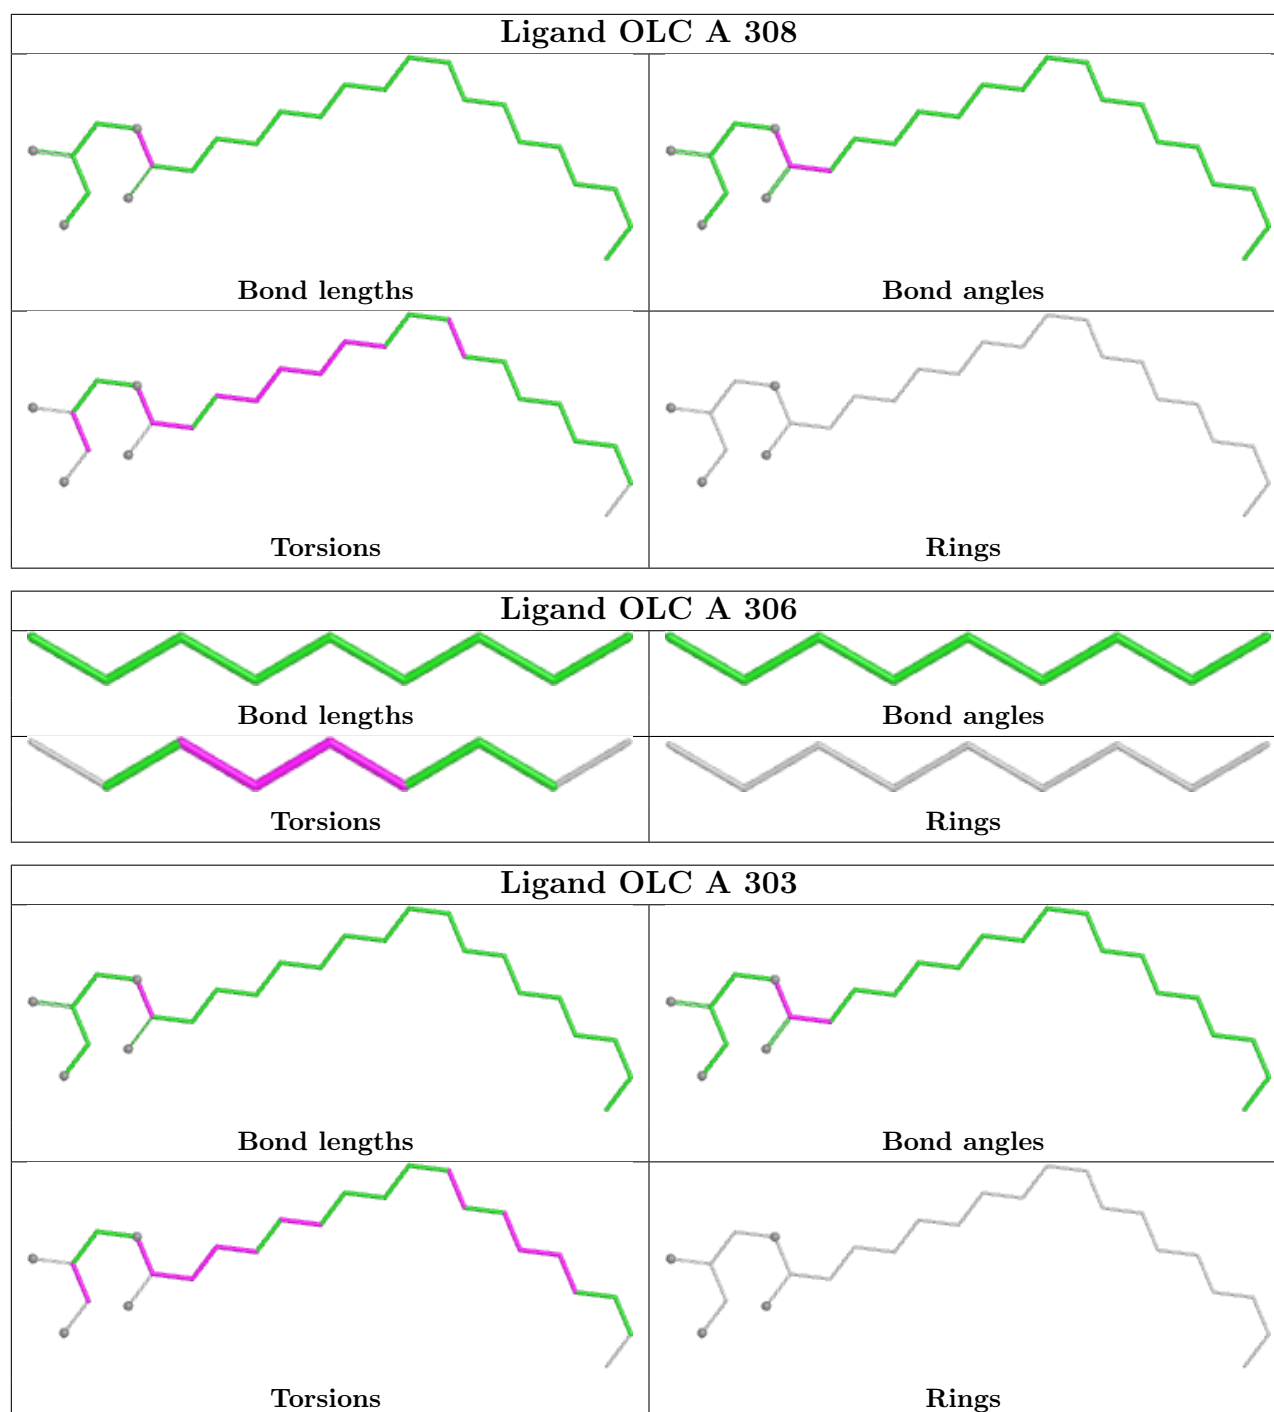 Ligand OLC A 308
Bond lengths
Bond angles
Torsions
Rings
Ligand OLC A 306
Bond lengths
Bond angles
Torsions
Rings
Ligand OLC A 303
Bond lengths
Bond angles
Torsions
Rings